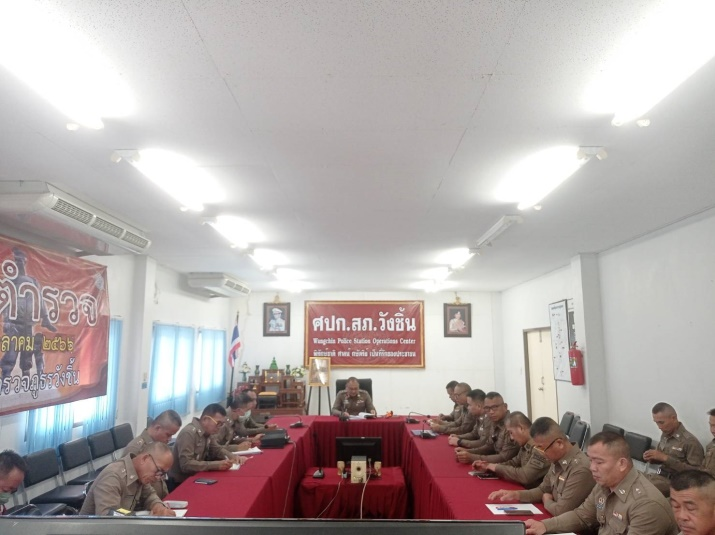 ตำรวจ
ลาคม ๒๕๖๖
รวจภูธรวังชิ้น
ศปก.สภ.วังชิ้น
Wangchin Police Station Operations Center